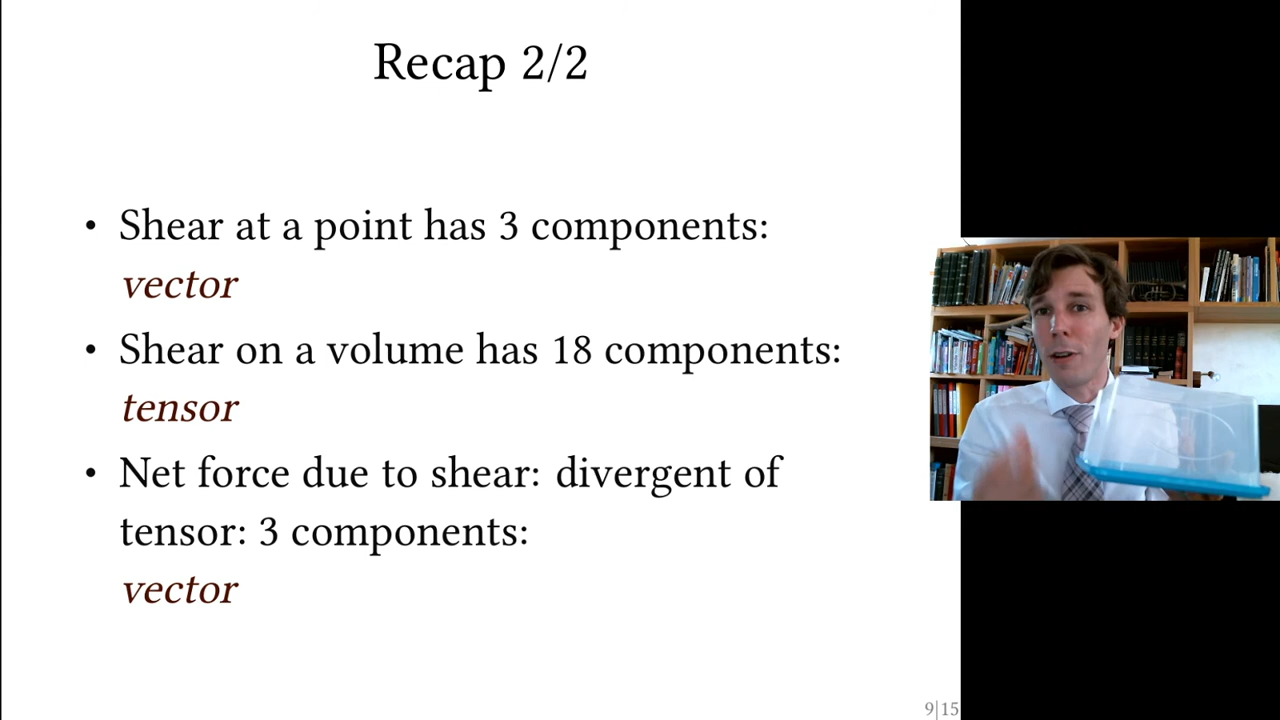 Recap 2/2
• Shear at a point has 3 components:
vector
• Shear on a volume has 18 components:
tensor
• Net force due to shear: divergent of
tensor: 3 components:
vector
9|15